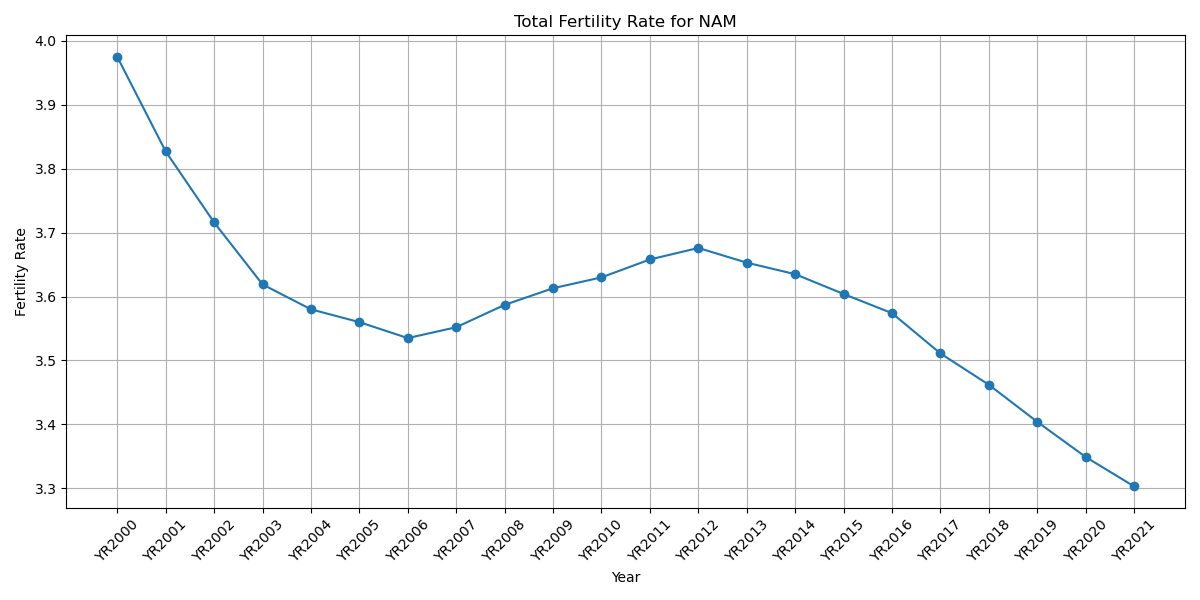 Total Fertility Rate for NAM
4.0
3.9
3.8
3.7
3.6
3.5
3.4
3.3
Fertility Rate
YR2000
YR2001
YR2002
YR2003
YR2004
YR2005
YR2006
YR2007
YR2008
YR2009
YR2010
YR2011
YR2012
YR2013
YR2014
YR2015
YR2016
YR2017
YR2018
YR2019
YR2020
YR2021
Year